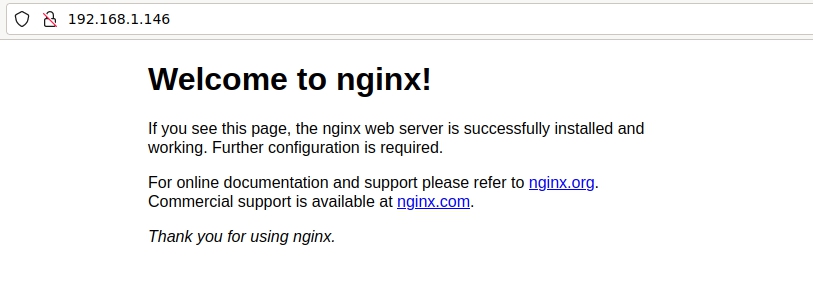 192.168.1.146
Welcome to nginx!
If you see this page, the nginx web server is successfully installed and
working. Further configuration is required.
For online documentation and support please refer to nginx.org.
Commercial support is available at nginx.com.
Thank you for using nginx.